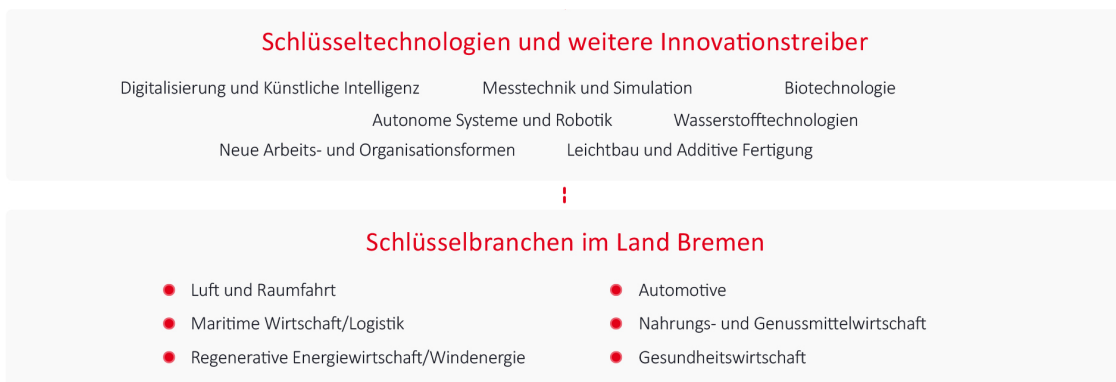 Schlüsseltechnologien und weitere Innovationstreiber
Digitalisierung und Künstliche Intelligenz
Messtechnik und Simulation
Biotechnologie
Autonome Systeme und Robotik
Wasserstofftechnologien
Neue Arbeits- und Organisationsformen
Leichtbau und Additive Fertigung
Schlüsselbranchen im Land Bremen
Luft und Raumfahrt
Maritime Wirtschaft/Logistik
Regenerative Energiewirtschaft/Windenergie
Automotive
Nahrungs- und Genussmittelwirtschaft
Gesundheitswirtschaft